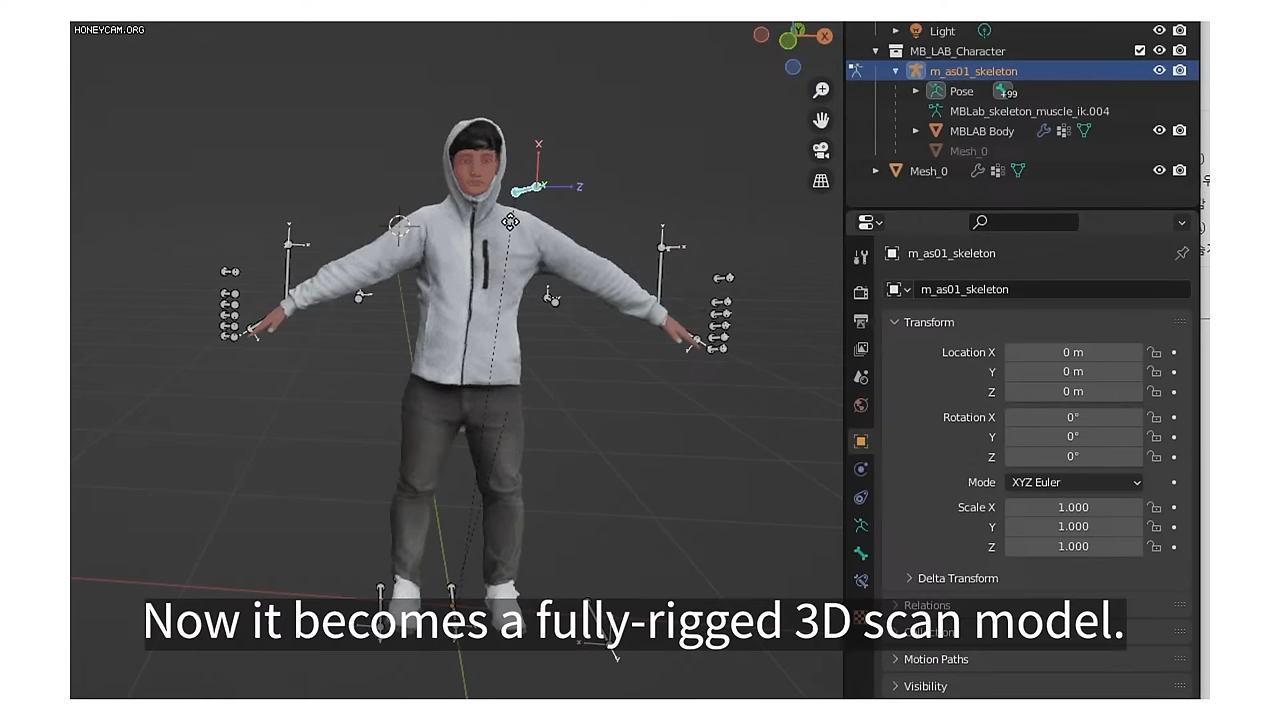 HONEYCAM.ORG
Y
X
Light
MB_LAB_Character
m_as01_skeleton
Pose
99
MBLab_skeleton_muscle_ik.004
MBLAB Body
Mesh_0
Mesh_0
X
Z
m_as01_skeleton
m_as01_skeleton
Transform
Location X 0 m
Y 0 m
Z 0 m
Rotation X 0°
Y 0°
Z 0°
Mode XYZ Euler
Scale X 1.000
Y 1.000
Z 1.000
Delta Transform
Relations
Now it becomes a fully-rigged 3D scan model.
Motion Paths
Visibility